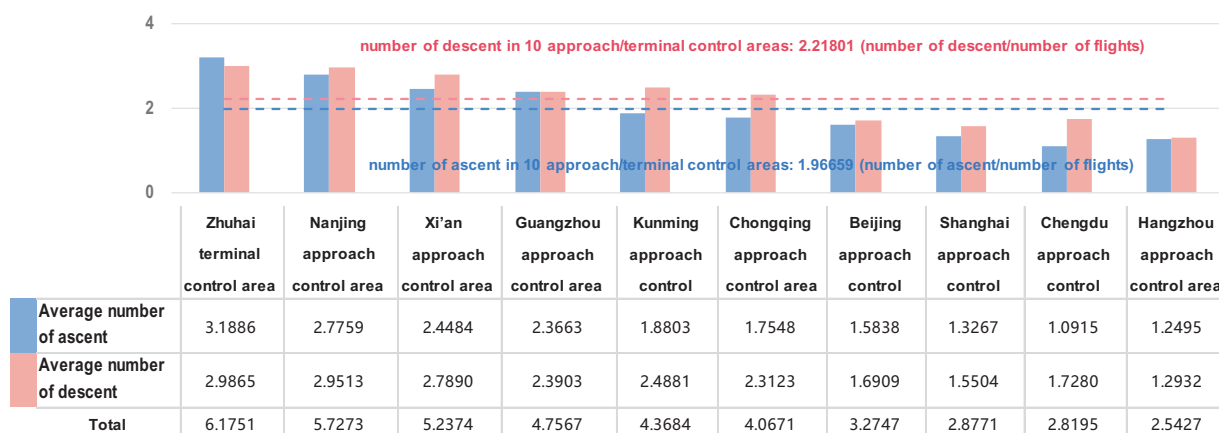 4
number of descent in 10 approach/terminal control areas: 2.21801 (number of descent/number of flights)
2
number of ascent in 10 approach/terminal control areas: 1.96659 (number of ascent/number of flights)
0
Zhuhai Nanjing Xi’an Guangzhou Kunming Chongqing Beijing Shanghai Chengdu Hangzhou
terminal approach approach approach approach approach approach approach approach approach
control area control area control area control area control control area control control control control area
Average number
of ascent
3.1886 2.7759 2.4484 2.3663 1.8803 1.7548 1.5838 1.3267 1.0915 1.2495
Average number
of descent
2.9865 2.9513 2.7890 2.3903 2.4881 2.3123 1.6909 1.5504 1.7280 1.2932
Total 6.1751 5.7273 5.2374 4.7567 4.3684 4.0671 3.2747 2.8771 2.8195 2.5427